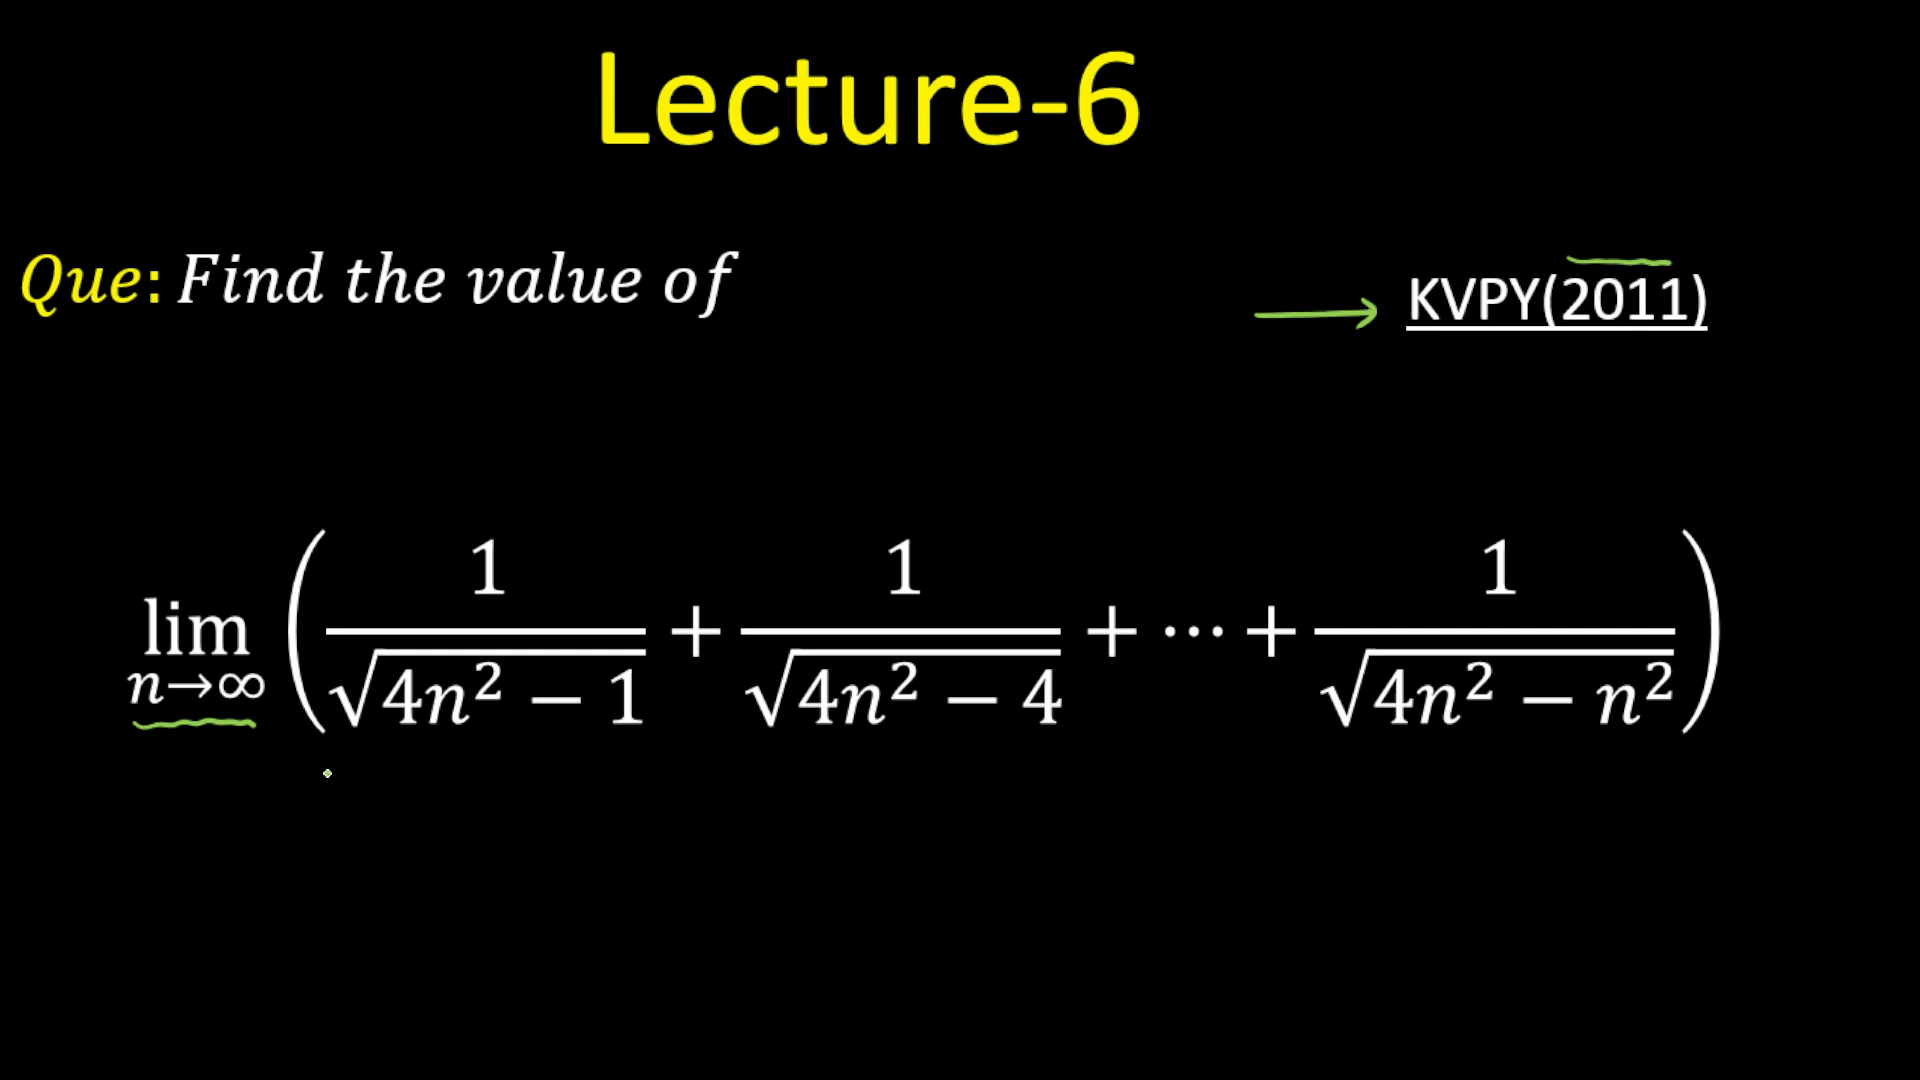 Lecture-6
Que: Find the value of
KVPY(2011)
lim n→∞ ( 1/√(4n² − 1) + 1/√(4n² − 4) + ⋯ + 1/√(4n² − n²) )